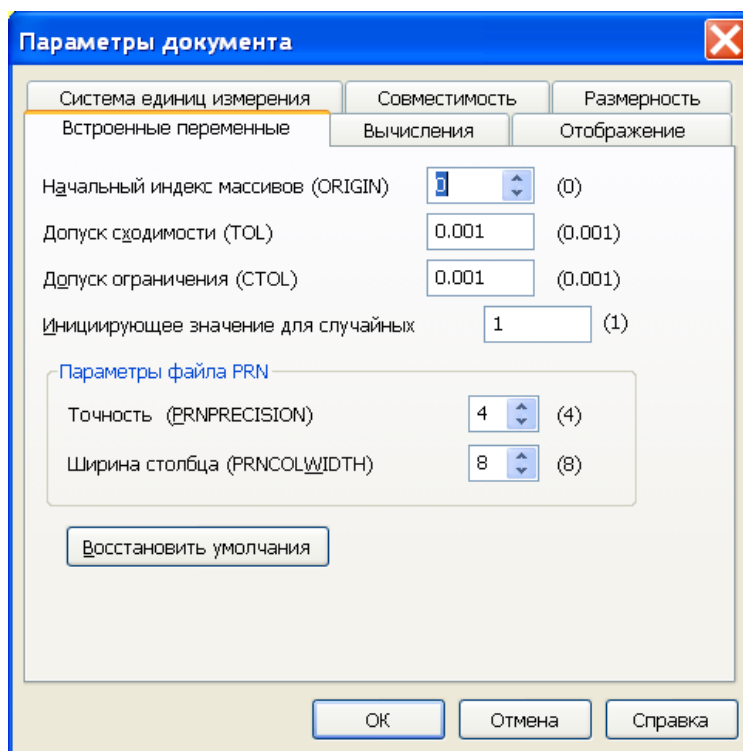 Параметры документа
Система единиц измерения Совместимость Размерность
Встроенные переменные Вычисления Отображение
Начальный индекс массивов (ORIGIN) 0 (0)
Допуск сходимости (TOL) 0.001 (0.001)
Допуск ограничения (CTOL) 0.001 (0.001)
Инициирующее значение для случайных 1 (1)
Параметры файла PRN
Точность (PRNPRECISION) 4 (4)
Ширина столбца (PRNCOLWIDTH) 8 (8)
Восстановить умолчания
ОК Отмена Справка